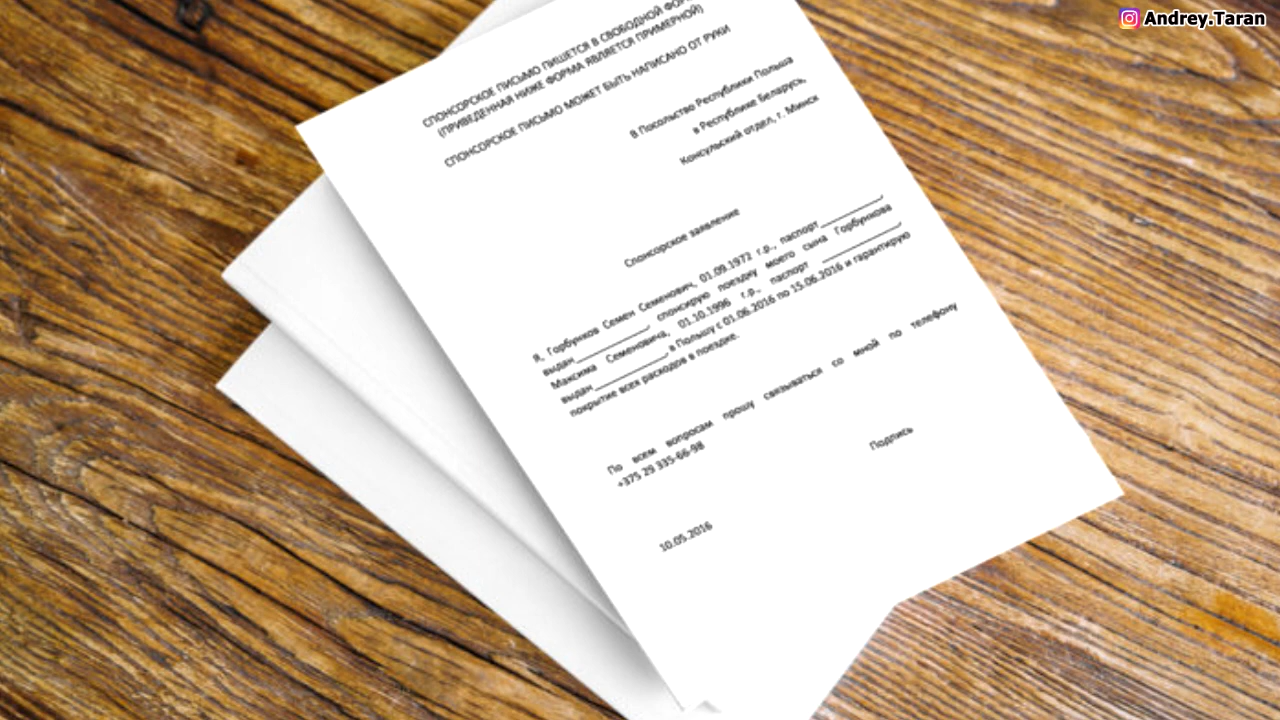 Andrey.Taran
СПОНСОРСКОЕ ПИСЬМО ПИШЕТСЯ В СВОБОДНОЙ
(ПРИВЕДЕННАЯ НИЖЕ ФОРМА ЯВЛЯЕТСЯ ПРИМЕРНОЙ)
СПОНСОРСКОЕ ПИСЬМО МОЖЕТ БЫТЬ НАПИСАНО ОТ РУКИ
В Посольство Республики Польша
в Республике Беларусь,
Консульский отдел, г. Минск
Спонсорское заявление
Я, Горбунков Семен Семенович, 01.09.1972 г.р., паспорт ____________,
выдан ______________, спонсирую поездку моего сына Горбункова
Максима Семеновича, 01.10.1996 г.р., паспорт ______________,
выдан ______________, в Польшу с 01.06.2016 по 15.06.2016 и гарантирую
покрытие всех расходов в поездке.
По всем вопросам прошу связываться со мной по телефону
+375 29 335-66-98
Подпись
10.05.2016